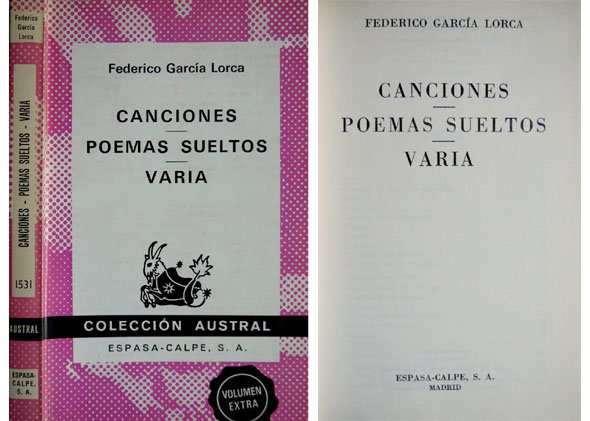 Federico
García
Lorca
CANCIONES - POEMAS SUELTOS - VARIA
1531
AUSTRAL
ESPASA-
CALPE,
S. A.
Federico García Lorca
CANCIONES
POEMAS SUELTOS
VARIA
COLECCIÓN AUSTRAL
ESPASA-CALPE, S. A.
VOLUMEN
EXTRA
FEDERICO GARCÍA LORCA
CANCIONES
POEMAS SUELTOS
VARIA
ESPASA-CALPE, S. A.
MADRID